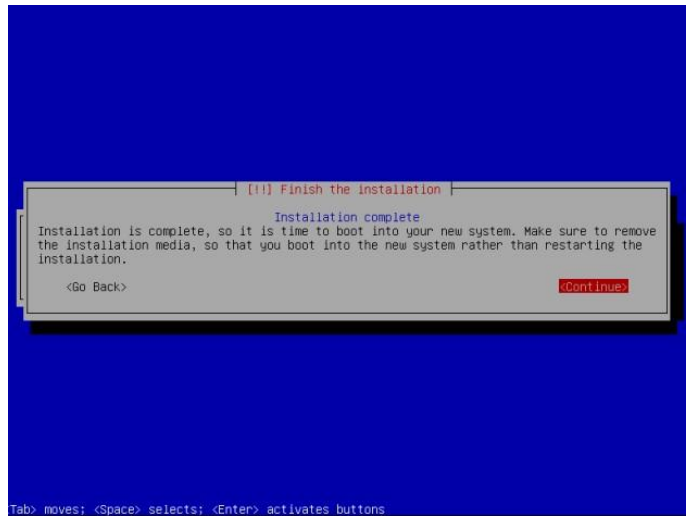 [!!] Finish the installation
Installation complete
Installation is complete, so it is time to boot into your new system. Make sure to remove
the installation media, so that you boot into the new system rather than restarting the
installation.
<Go Back> <Continue>
<Tab> moves; <Space> selects; <Enter> activates buttons